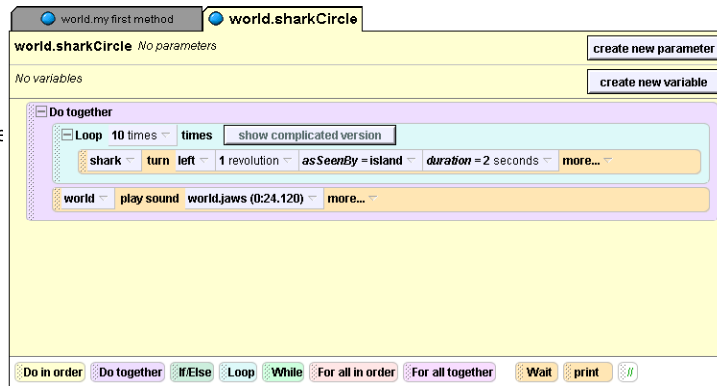 world.my first method world.sharkCircle
world.sharkCircle No parameters create new parameter
No variables create new variable
Do together
Loop 10 times times show complicated version
shark turn left 1 revolution asSeenBy = island duration = 2 seconds more...
world play sound world.jaws (0:24.120) more...
Do in order Do together If/Else Loop While For all in order For all together Wait print //